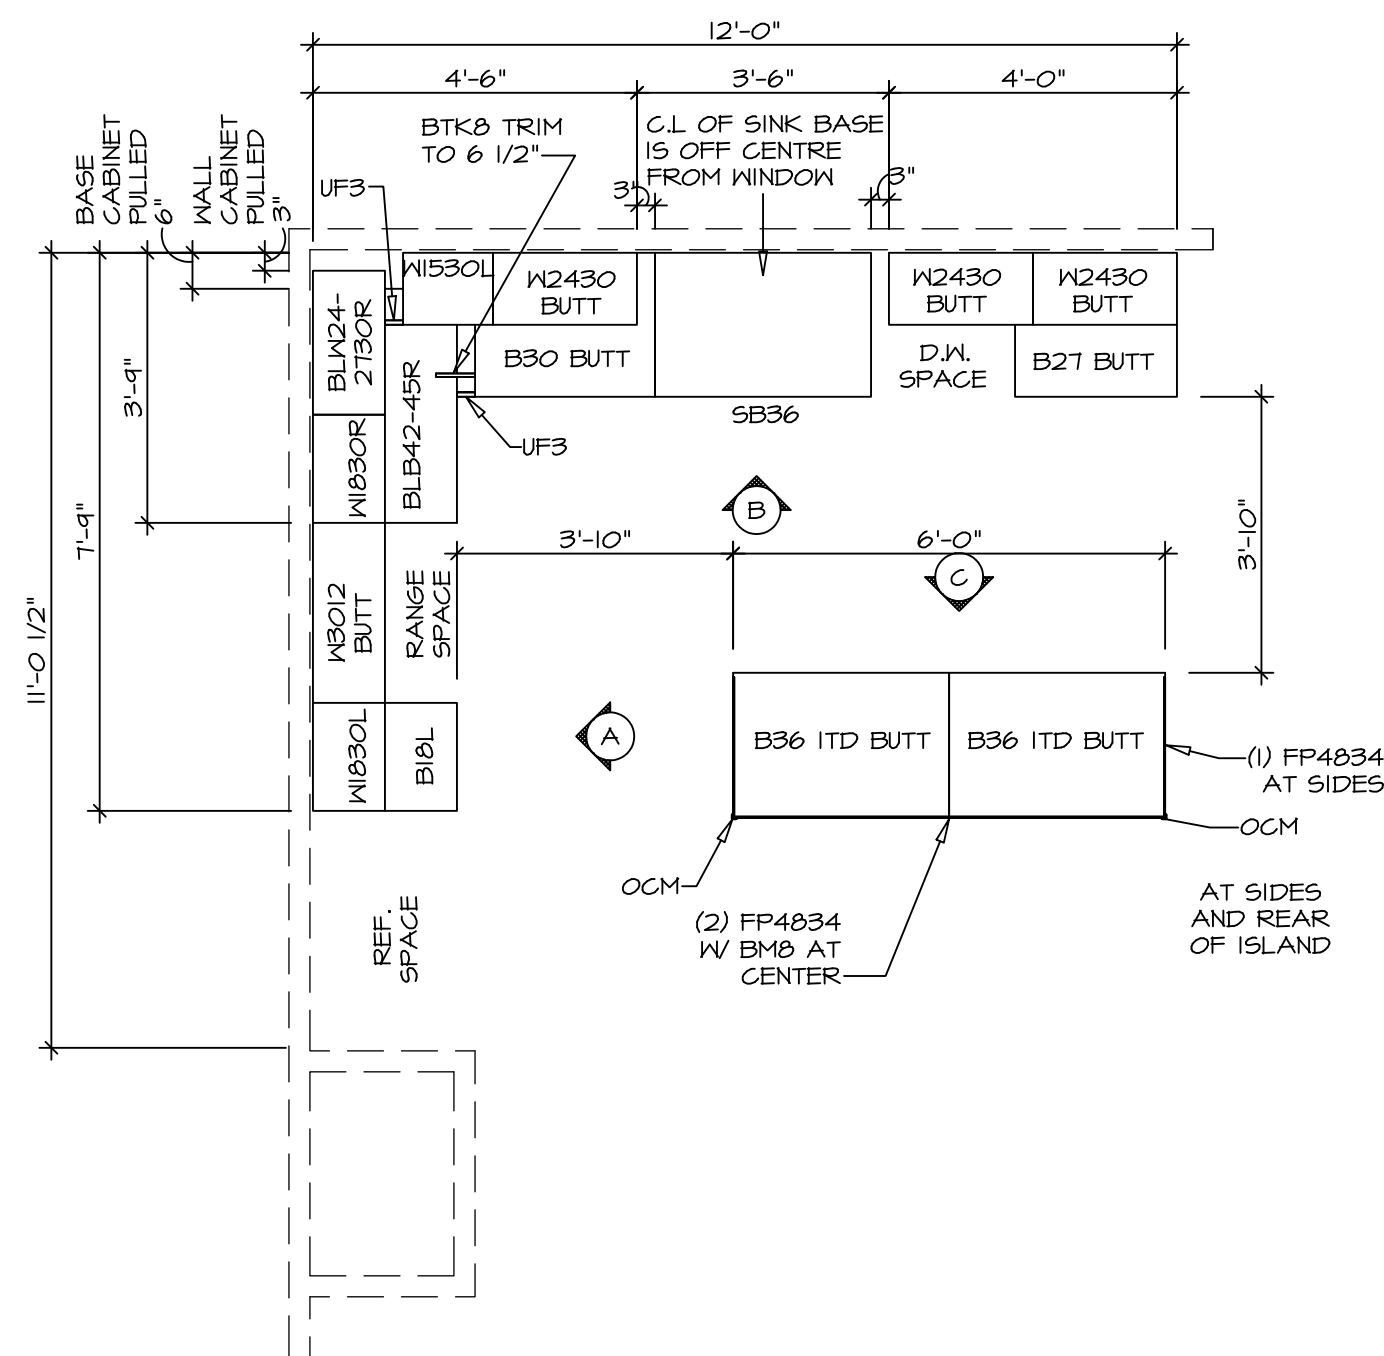 12'-0"
4'-6"
3'-6"
4'-0"
BASE
CABINET
PULLED
6"
WALL
CABINET
PULLED
3"
BTK8 TRIM
TO 6 1/2"
C.L OF SINK BASE
IS OFF CENTRE
FROM WINDOW
3"
3"
UF3
W1530L
W2430
BUTT
W2430
BUTT
W2430
BUTT
BLW24-
2730R
B30 BUTT
D.W.
SPACE
B27 BUTT
SB36
BLB42-45R
UF3
W1830R
3'-9"
7'-9"
11'-0 1/2"
B
3'-10"
6'-0"
C
3'-10"
W3012
BUTT
RANGE
SPACE
A
W1830L
B18L
B36 1TD BUTT
B36 1TD BUTT
(1) FP4834
AT SIDES
OCM
OCM
(2) FP4834
W/ BM8 AT
CENTER
AT SIDES
AND REAR
OF ISLAND
REF.
SPACE